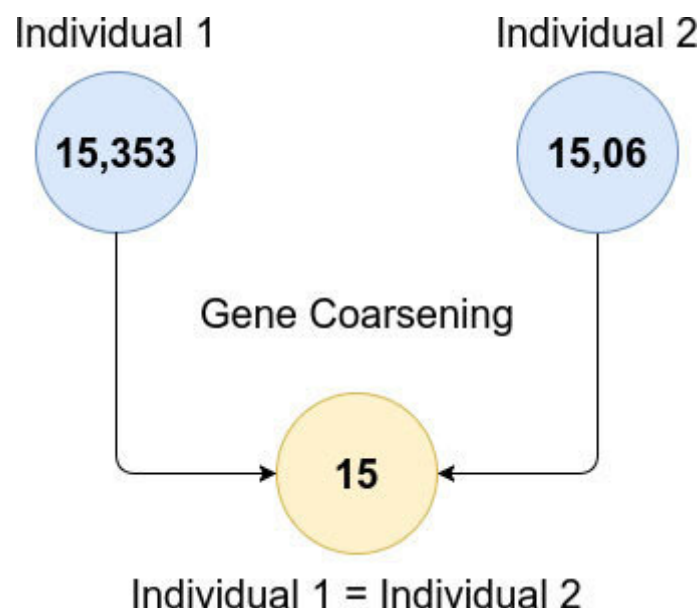 Individual 1
Individual 2
15,353
15,06
Gene Coarsening
15
Individual 1 = Individual 2